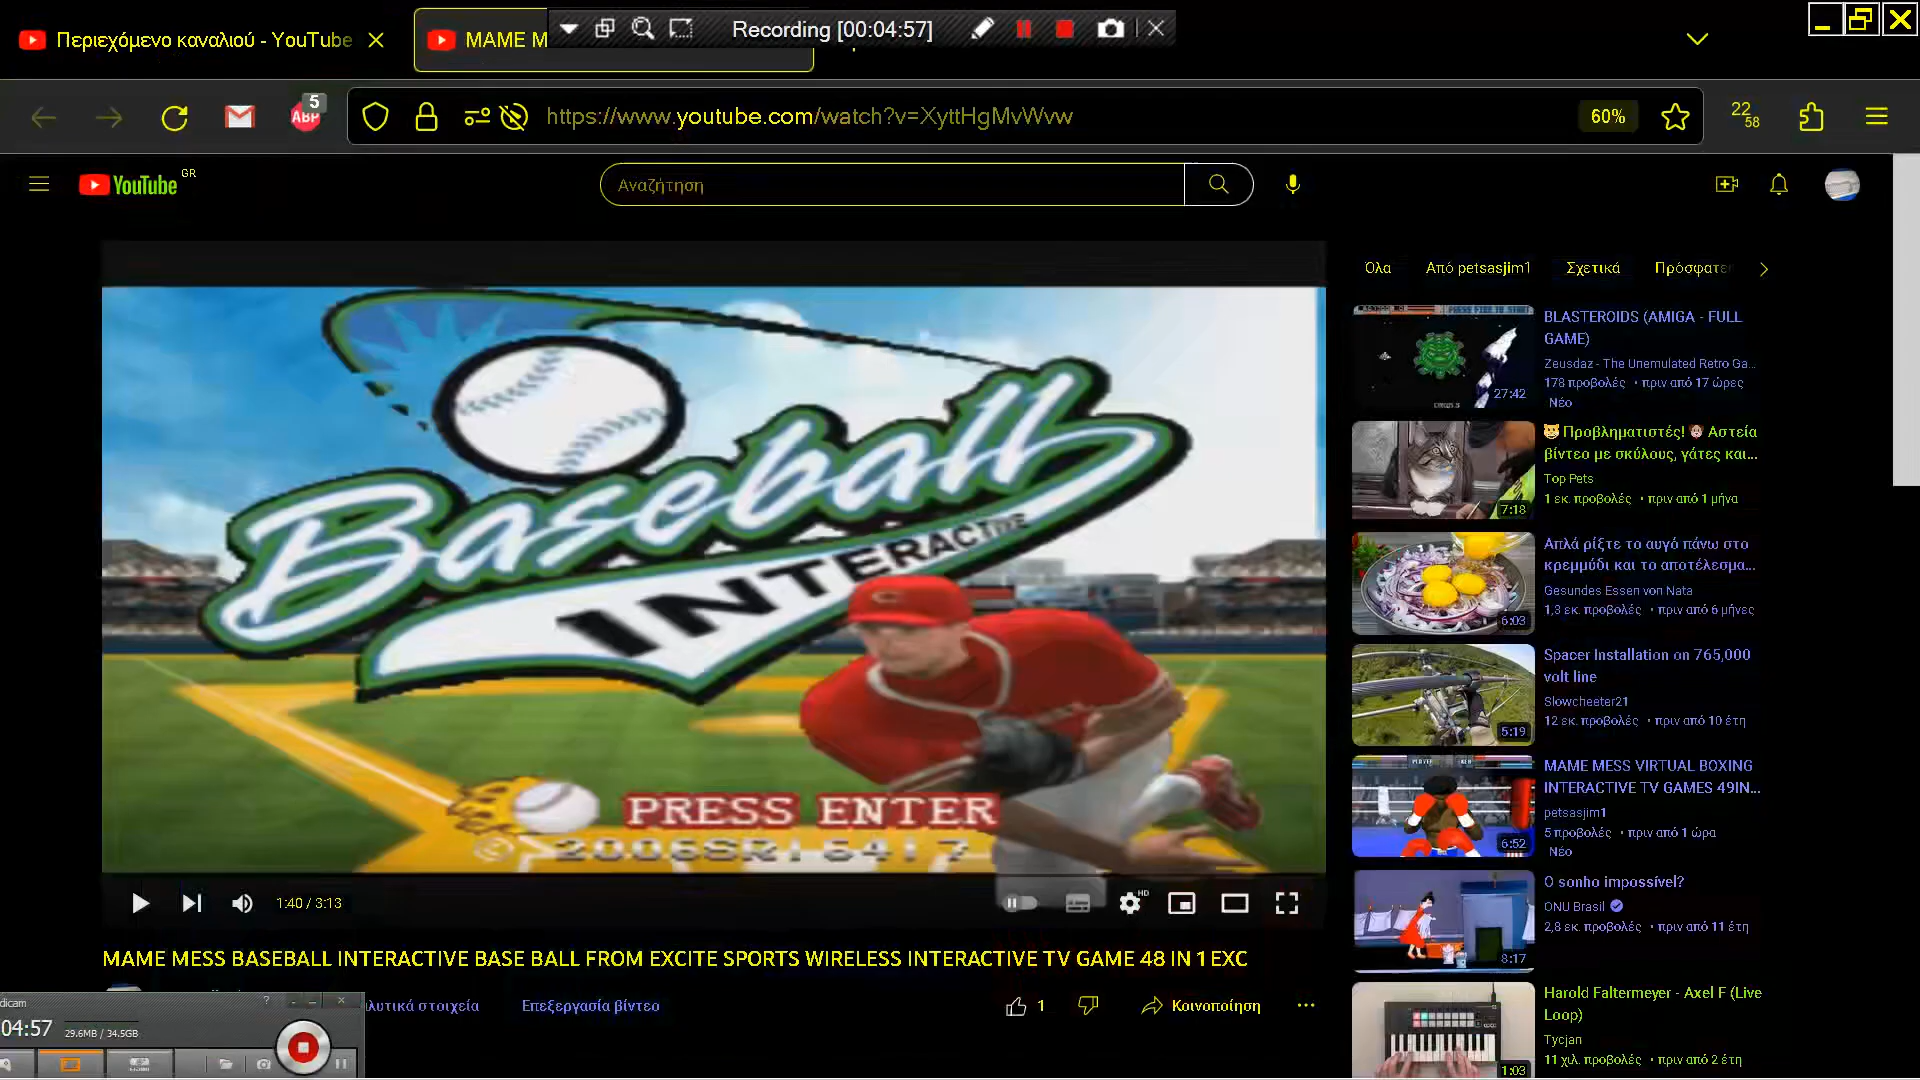 Περιεχόμενο καναλιού - YouTube
MAME M
Recording [00:04:57]
5
ABP
https://www.youtube.com/watch?v=XyttHgMvWvw
60%
22
58
YouTube GR
Αναζήτηση
Όλα
Από petsasjim1
Σχετικά
Πρόσφατε
Baseball
INTERACTIVE
C
PRESS ENTER
1:40 / 3:13
HD
MAME MESS BASEBALL INTERACTIVE BASE BALL FROM EXCITE SPORTS WIRELESS INTERACTIVE TV GAME 48 IN 1 EXC
λυτικά στοιχεία
Επεξεργασία βίντεο
1
Κοινοποίηση
dicam
04:57
29.6MB / 34.5GB
27:42
BLASTEROIDS (AMIGA - FULL
GAME)
Zeusdaz - The Unemulated Retro Ga...
178 προβολές • πριν από 17 ώρες
Νέο
7:18
Προβληματιστές! Αστεία
βίντεο με σκύλους, γάτες και...
Top Pets
1 εκ. προβολές • πριν από 1 μήνα
6:03
Απλά ρίξτε το αυγό πάνω στο
κρεμμύδι και το αποτέλεσμα...
Gesundes Essen von Nata
1,3 εκ. προβολές • πριν από 6 μήνες
5:19
Spacer Installation on 765,000
volt line
Slowcheeter21
12 εκ. προβολές • πριν από 10 έτη
6:52
MAME MESS VIRTUAL BOXING
INTERACTIVE TV GAMES 49IN...
petsasjim1
5 προβολές • πριν από 1 ώρα
Νέο
8:17
O sonho impossível?
ONU Brasil
2,8 εκ. προβολές • πριν από 11 έτη
1:03
Harold Faltermeyer - Axel F (Live
Loop)
Tycjan
11 χιλ. προβολές • πριν από 2 έτη